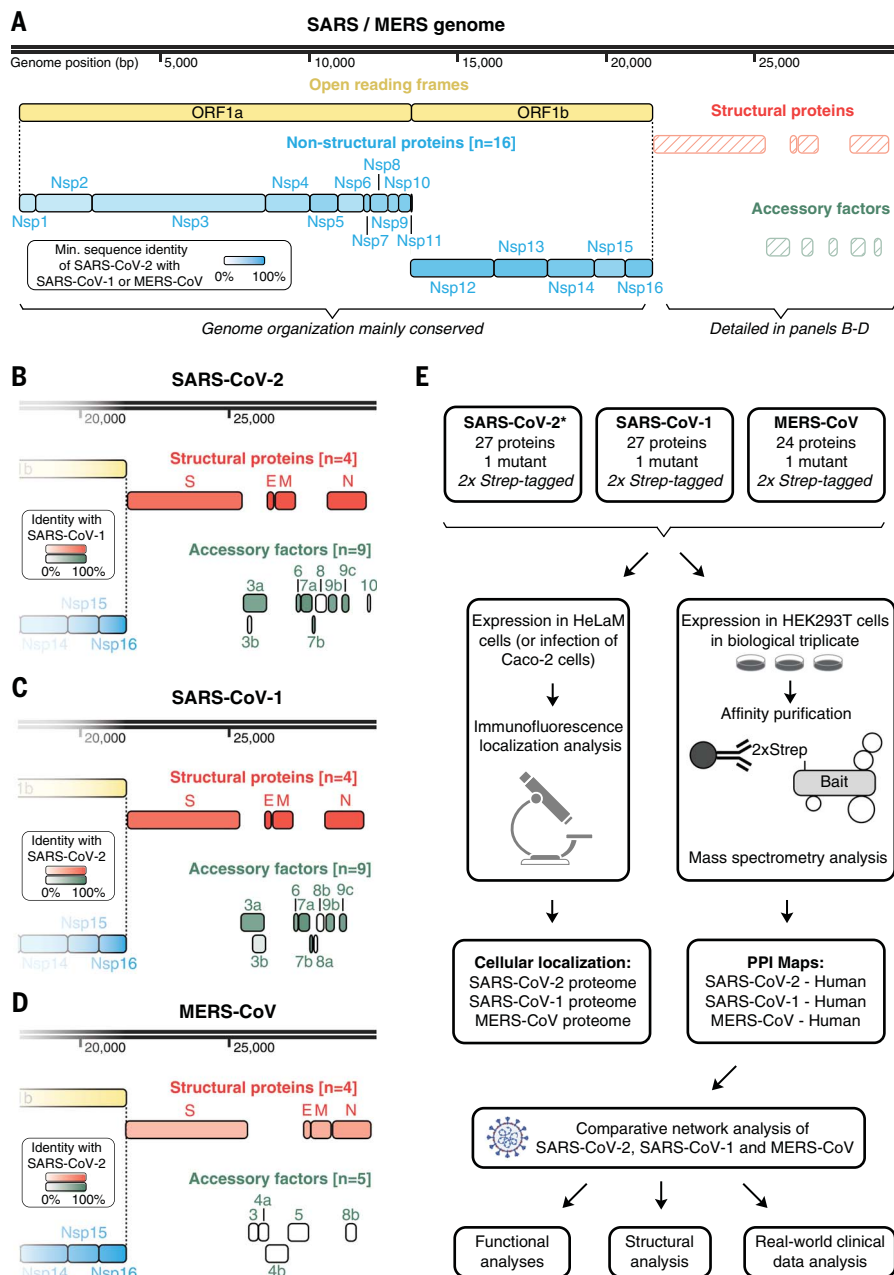 A
SARS / MERS genome
Genome position (bp)
5,000
10,000
15,000
20,000
25,000
Open reading frames
ORF1a
ORF1b
Structural proteins
Non-structural proteins [n=16]
Nsp8
Nsp2
Nsp4
Nsp6
Nsp10
Nsp1
Nsp3
Nsp5
Nsp9
Nsp7
Nsp11
Accessory factors
Min. sequence identity
of SARS-CoV-2 with
SARS-CoV-1 or MERS-CoV
0%
100%
Nsp13
Nsp15
Nsp12
Nsp14
Nsp16
Genome organization mainly conserved
Detailed in panels B-D
B
SARS-CoV-2
20,000
25,000
Structural proteins [n=4]
1b
S
E
M
N
Identity with
SARS-CoV-1
0%
100%
Accessory factors [n=9]
6
8
9c
3a
7a
9b
10
3b
7b
Nsp15
Nsp14
Nsp16
C
SARS-CoV-1
20,000
25,000
Structural proteins [n=4]
1b
S
E
M
N
Identity with
SARS-CoV-2
0%
100%
Accessory factors [n=9]
6
8b
9c
3a
7a
9b
3b
7b
8a
Nsp15
Nsp14
Nsp16
D
MERS-CoV
20,000
25,000
Structural proteins [n=4]
1b
S
E
M
N
Identity with
SARS-CoV-2
0%
100%
Accessory factors [n=5]
4a
3
5
8b
4b
Nsp15
Nsp14
Nsp16
E
SARS-CoV-2*
27 proteins
1 mutant
2x Strep-tagged
SARS-CoV-1
27 proteins
1 mutant
2x Strep-tagged
MERS-CoV
24 proteins
1 mutant
2x Strep-tagged
Expression in HeLaM
cells (or infection of
Caco-2 cells)
Immunofluorescence
localization analysis
Expression in HEK293T cells
in biological triplicate
Affinity purification
2xStrep
Bait
Mass spectrometry analysis
Cellular localization:
SARS-CoV-2 proteome
SARS-CoV-1 proteome
MERS-CoV proteome
PPI Maps:
SARS-CoV-2 - Human
SARS-CoV-1 - Human
MERS-CoV - Human
Comparative network analysis of
SARS-CoV-2, SARS-CoV-1 and MERS-CoV
Functional
analyses
Structural
analysis
Real-world clinical
data analysis